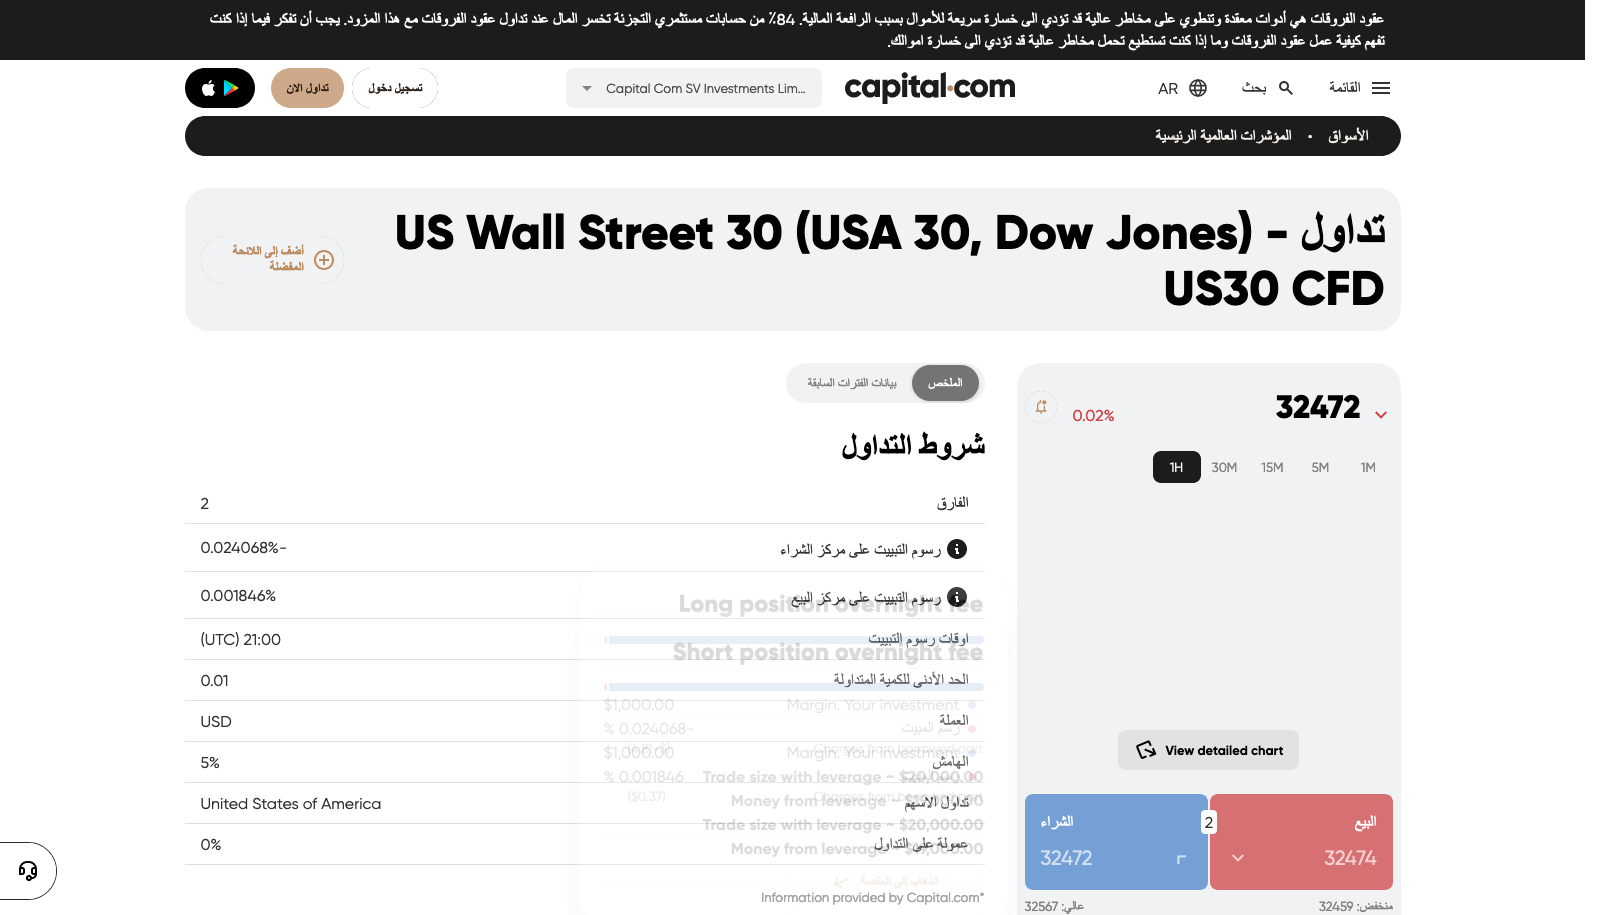 عقود الفروقات هي أدوات معقدة وتنطوي على مخاطر عالية قد تؤدي الى خسارة سريعة للأموال بسبب الرافعة المالية. 84٪ من حسابات مستثمري التجزئة تخسر المال عند تداول عقود الفروقات مع هذا المزود. يجب أن تفكر فيما إذا كنت
تفهم كيفية عمل عقود الفروقات وما إذا كنت تستطيع تحمل مخاطر عالية قد تؤدي الى خسارة اموالك.
القائمة
بحث
AR
capital.com
Capital Com SV Investments Lim...
تسجيل دخول
تداول الان
الأسواق • المؤشرات العالمية الرئيسية
تداول US Wall Street 30 (USA 30, Dow Jones) -
US30 CFD
أضف إلى اللائحة
المفضلة
32472
0.02%
1M 5M 15M 30M 1H
View detailed chart
البيع
32474
2
الشراء
32472
منخفض: 32459
عالي: 32567
الملخص
بيانات الفترات السابقة
شروط التداول
الفارق 2
رسوم التبييت على مركز الشراء -0.024068%
رسوم التبييت على مركز البيع 0.001846%
اوقات رسوم التبييت 21:00 (UTC)
الحد الأدنى للكمية المتداولة 0.01
العملة USD
الهامش 5%
تداول الاسهم United States of America
عمولة على التداول 0%
Long position overnight fee
Short position overnight fee
Margin. Your Investment $1,000.00
رسم المبيت -0.024068 %
Margin. Your Investment $1,000.00
0.001846 %
($0.37)
Trade size with leverage ~ $20,000.00
Money from leverage ~ $19,000.00
Trade size with leverage ~ $20,000.00
Money from leverage ~ $19,000.00
الذهاب إلى المنصة
Information provided by Capital.com*